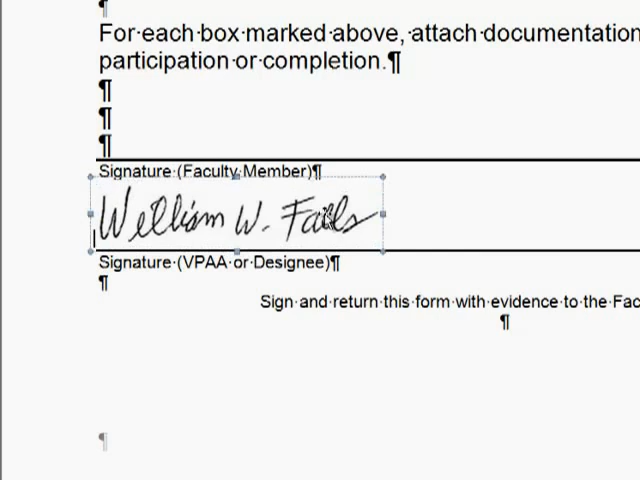 For each box marked above, attach documentation
participation or completion.
Signature (Faculty Member)
William W. Fails
Signature (VPAA or Designee)
Sign and return this form with evidence to the Fac